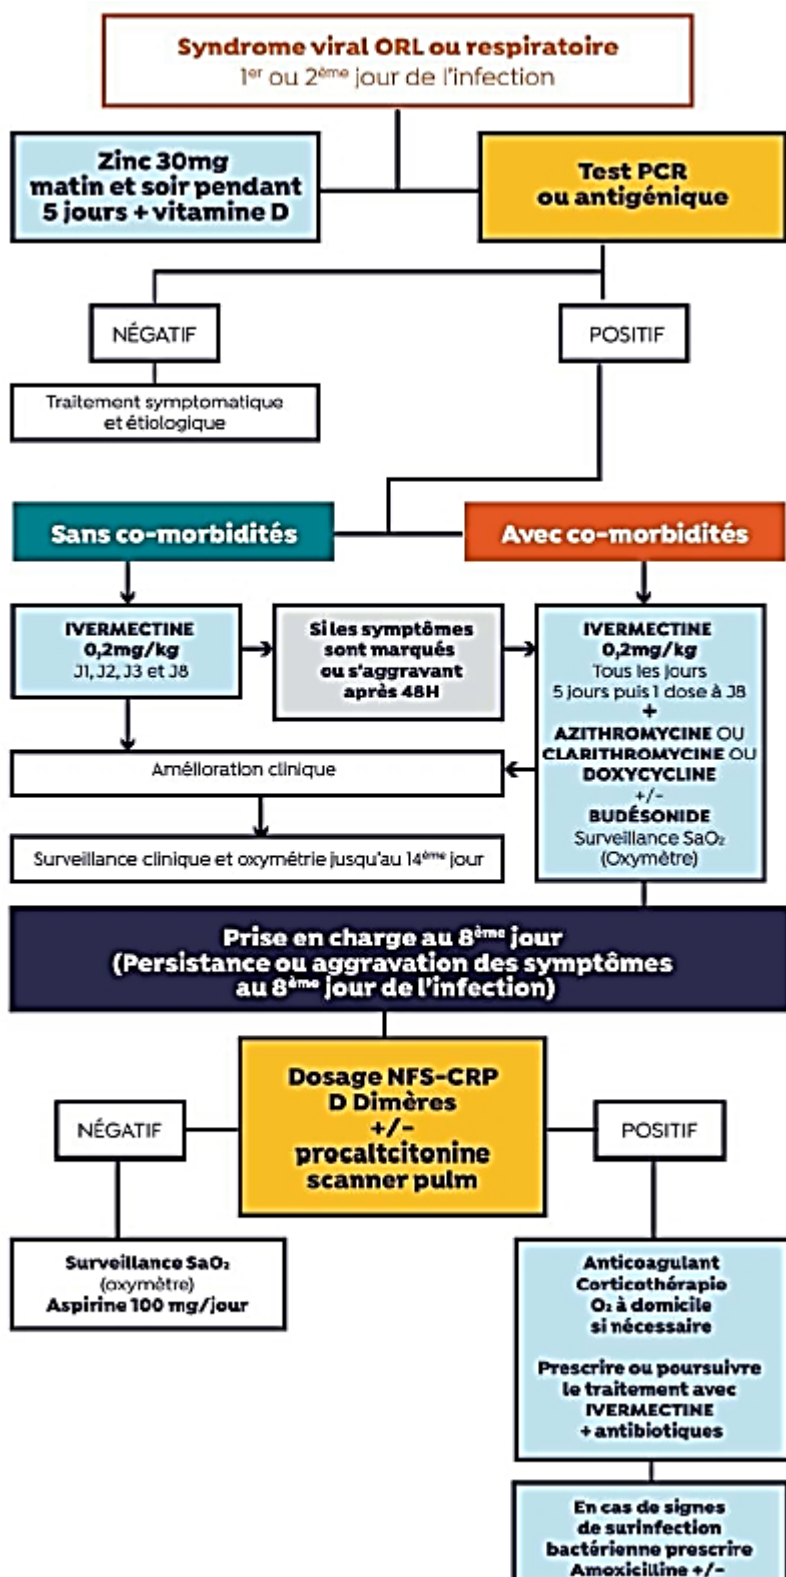 Syndrome viral ORL ou respiratoire
1er ou 2ème jour de l'infection
Zinc 30mg
matin et soir pendant
5 jours + vitamine D
Test PCR
ou antigénique
NÉGATIF
POSITIF
Traitement symptomatique
et étiologique
Sans co-morbidités
Avec co-morbidités
IVERMECTINE
0,2mg/kg
J1, J2, J3 et J8
Si les symptômes
sont marqués
ou s'aggravant
après 48H
IVERMECTINE
0,2mg/kg
Tous les jours
5 jours puis 1 dose à J8
+
AZITHROMYCINE OU
CLARITHROMYCINE OU
DOXYCYCLINE
+/-
BUDÉSONIDE
Surveillance SaO₂
(Oxymètre)
Amélioration clinique
Surveillance clinique et oxymétrie jusqu'au 14ème jour
Prise en charge au 8ème jour
(Persistance ou aggravation des symptômes
au 8ème jour de l'infection)
Dosage NFS-CRP
D Dimères
+/-
procaltcitonine
scanner pulm
NÉGATIF
POSITIF
Surveillance SaO₂
(oxymètre)
Aspirine 100 mg/jour
Anticoagulant
Corticothérapie
O₂ à domicile
si nécessaire
Prescrire ou poursuivre
le traitement avec
IVERMECTINE
+ antibiotiques
En cas de signes
de surinfection
bactérienne prescrire
Amoxicilline +/-